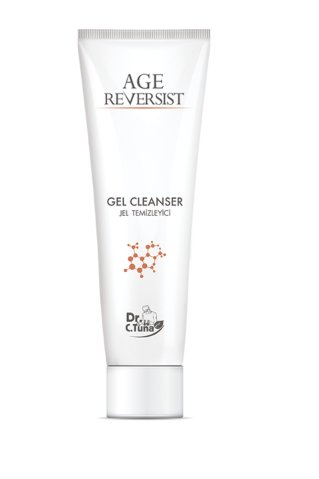 AGE
REVERSIST
GEL CLEANSER
JEL TEMİZLEYİCİ
Dr.
C.Tuna